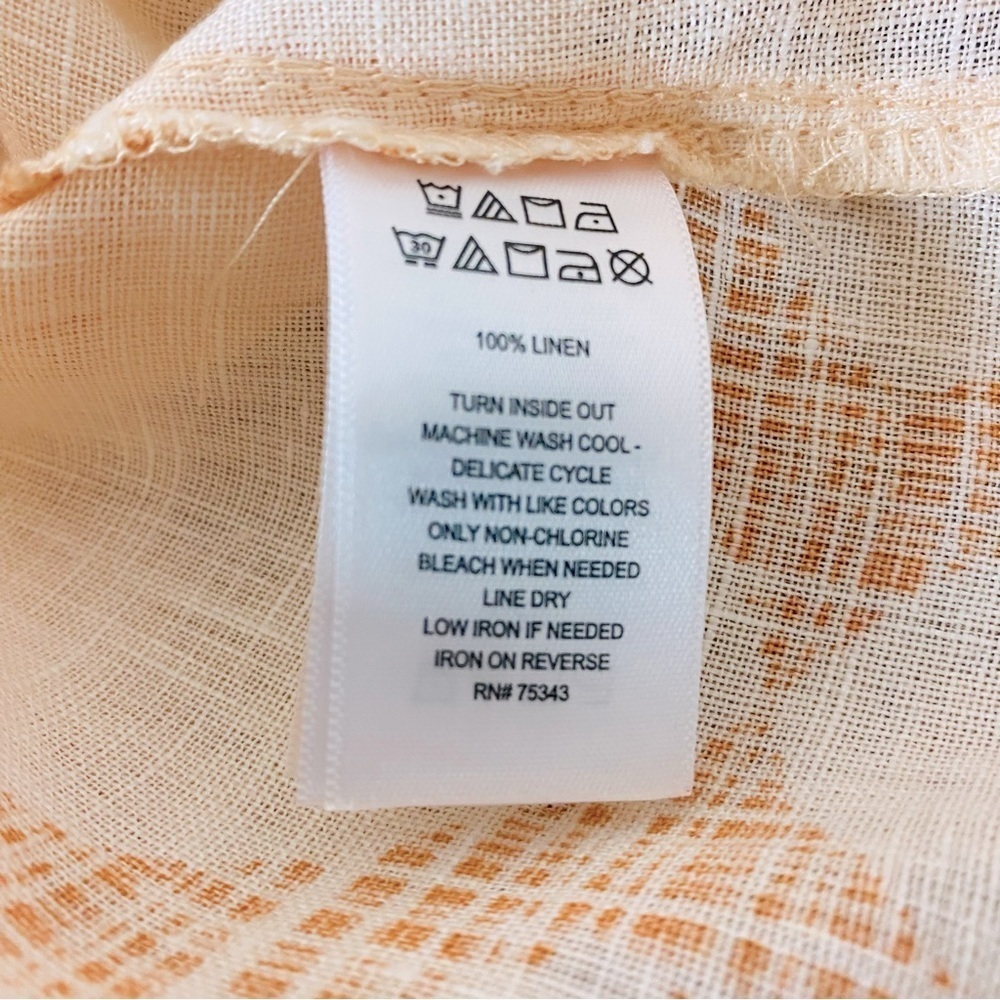 30
100% LINEN
TURN INSIDE OUT
MACHINE WASH COOL -
DELICATE CYCLE
WASH WITH LIKE COLORS
ONLY NON-CHLORINE
BLEACH WHEN NEEDED
LINE DRY
LOW IRON IF NEEDED
IRON ON REVERSE
RN# 75343